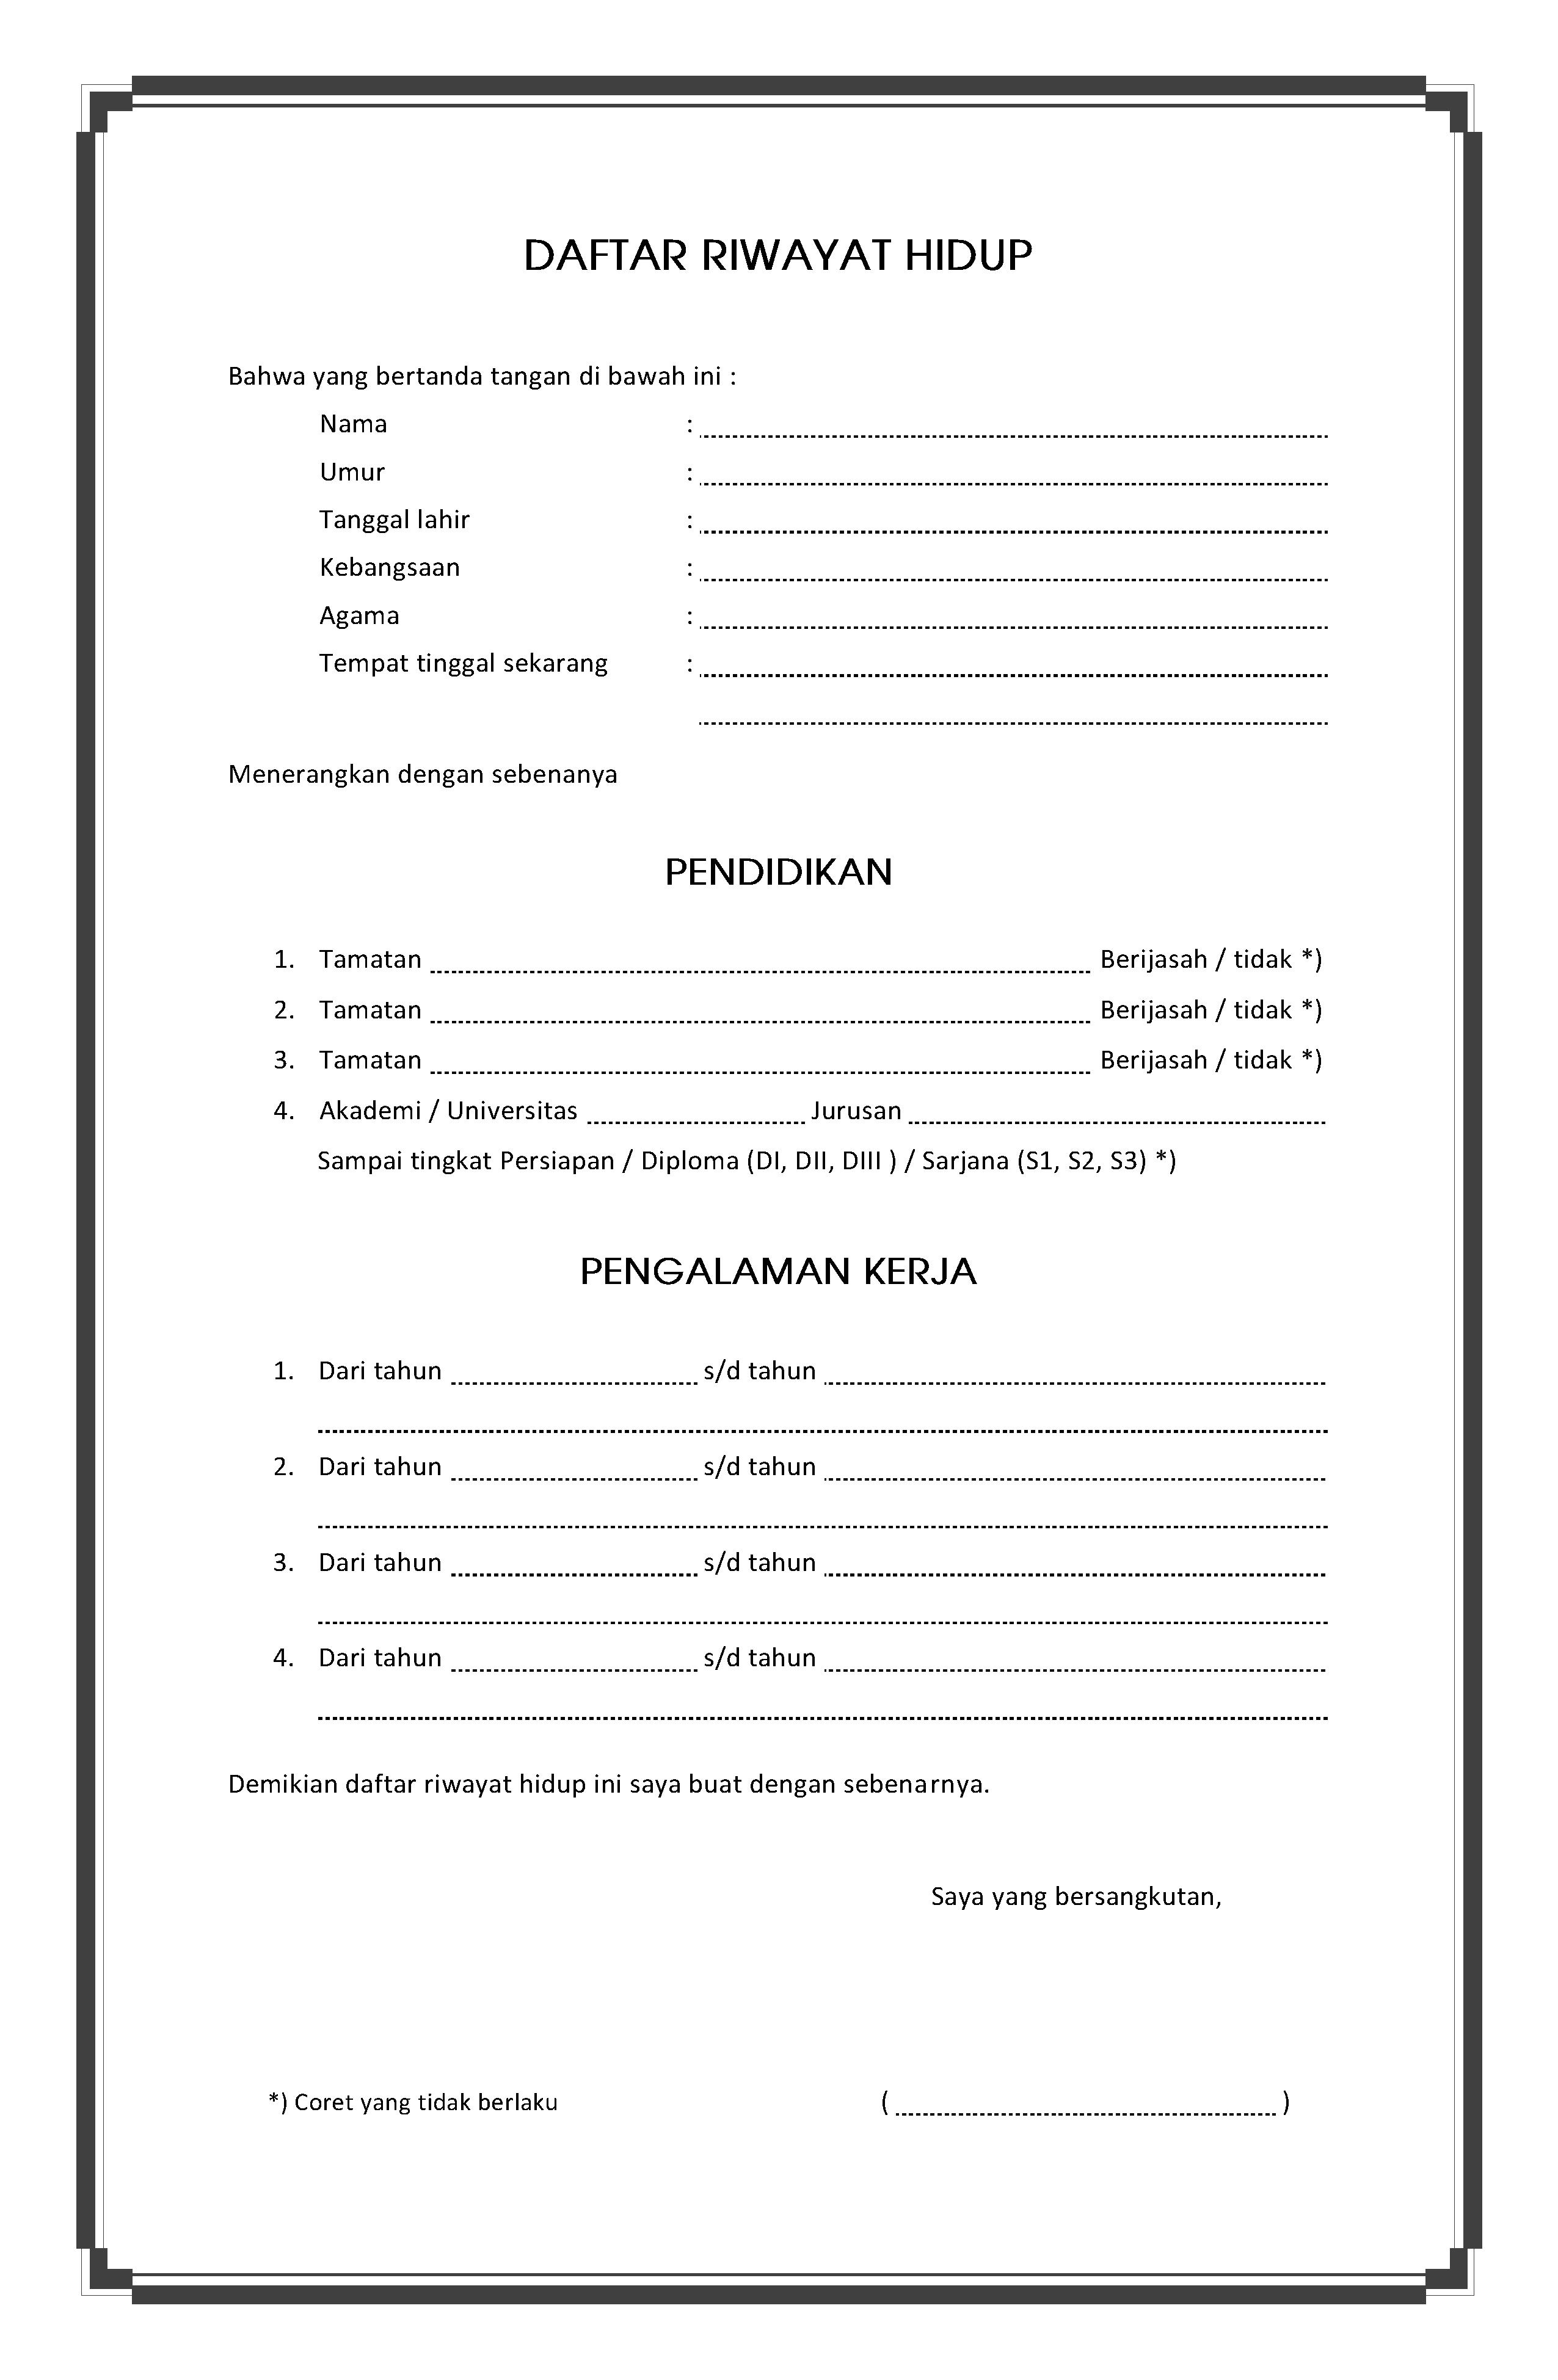 DAFTAR RIWAYAT HIDUP
Bahwa yang bertanda tangan di bawah ini :
Nama :
Umur :
Tanggal lahir :
Kebangsaan :
Agama :
Tempat tinggal sekarang :
Menerangkan dengan sebenanya
PENDIDIKAN
1. Tamatan Berijasah / tidak *)
2. Tamatan Berijasah / tidak *)
3. Tamatan Berijasah / tidak *)
4. Akademi / Universitas Jurusan
Sampai tingkat Persiapan / Diploma (DI, DII, DIII ) / Sarjana (S1, S2, S3) *)
PENGALAMAN KERJA
1. Dari tahun s/d tahun
2. Dari tahun s/d tahun
3. Dari tahun s/d tahun
4. Dari tahun s/d tahun
Demikian daftar riwayat hidup ini saya buat dengan sebenarnya.
Saya yang bersangkutan,
*) Coret yang tidak berlaku ( )